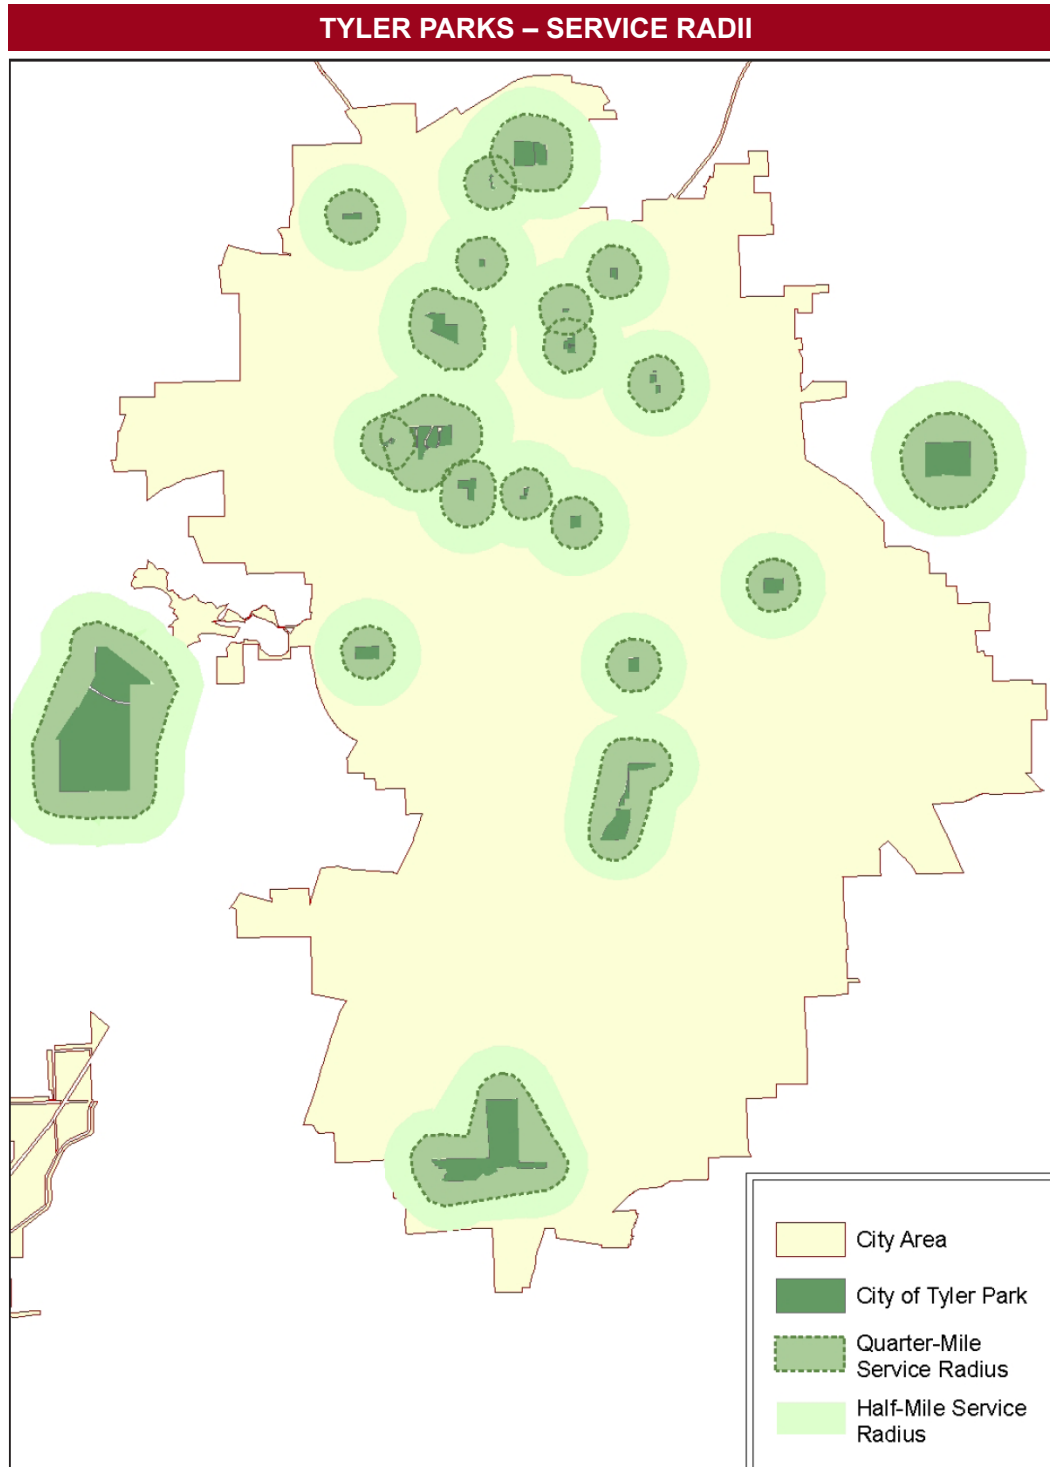 TYLER PARKS – SERVICE RADII
City Area
City of Tyler Park
Quarter-Mile
Service Radius
Half-Mile Service
Radius